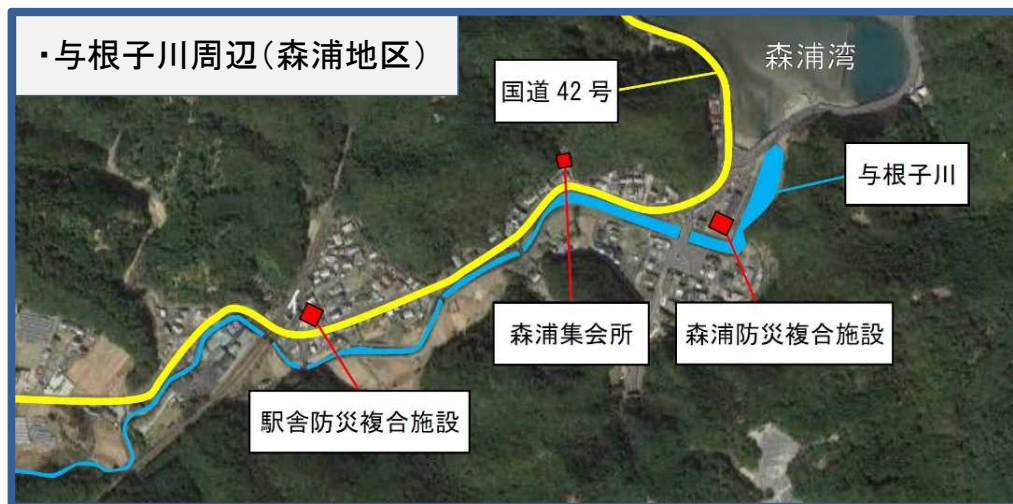 ・与根子川周辺（森浦地区）
森浦湾
国道 42 号
与根子川
森浦集会所
森浦防災複合施設
駅舎防災複合施設